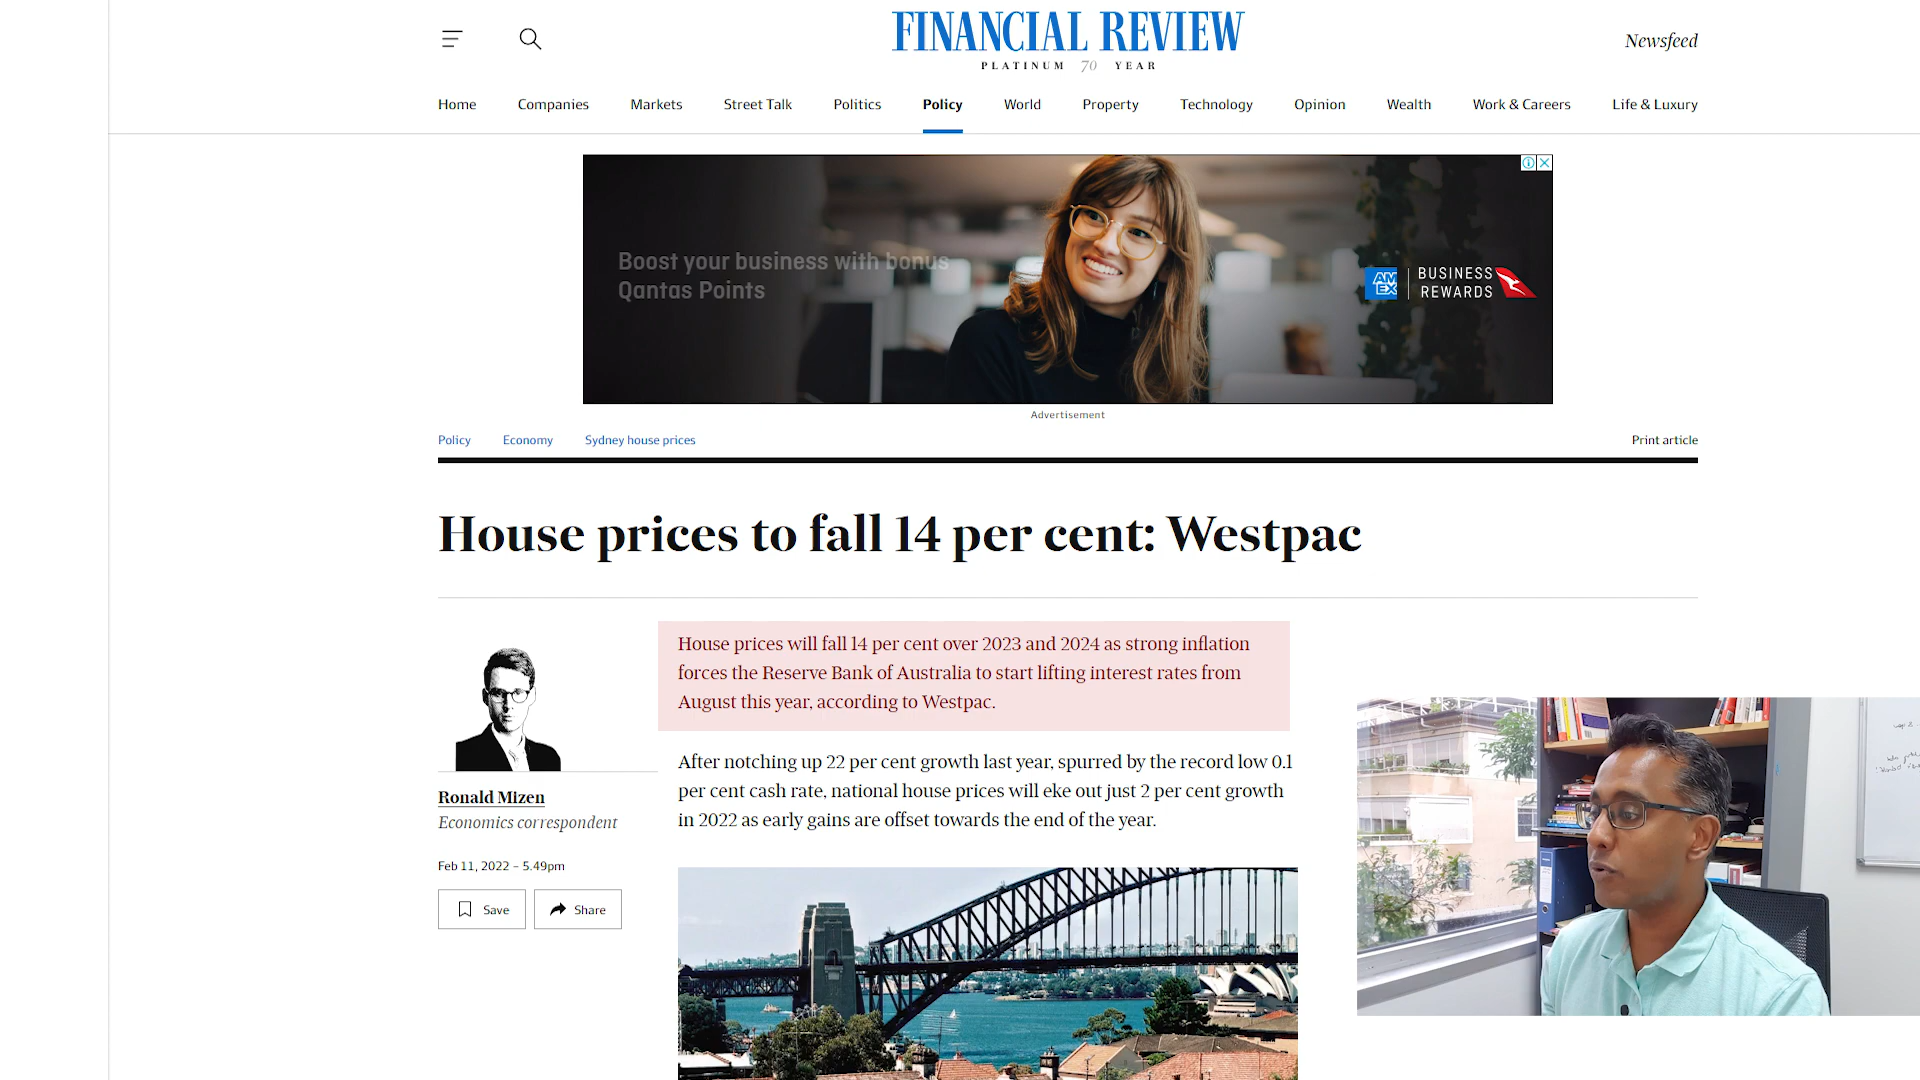 FINANCIAL REVIEW
PLATINUM 70 YEAR
Newsfeed
Home Companies Markets Street Talk Politics Policy World Property Technology Opinion Wealth Work & Careers Life & Luxury
Boost your business with bonus
Qantas Points
AM
EX
BUSINESS
REWARDS
Advertisement
Policy Economy Sydney house prices Print article
House prices to fall 14 per cent: Westpac
House prices will fall 14 per cent over 2023 and 2024 as strong inflation
forces the Reserve Bank of Australia to start lifting interest rates from
August this year, according to Westpac.
After notching up 22 per cent growth last year, spurred by the record low 0.1
per cent cash rate, national house prices will eke out just 2 per cent growth
in 2022 as early gains are offset towards the end of the year.
Ronald Mizen
Economics correspondent
Feb 11, 2022 – 5.49pm
Save Share